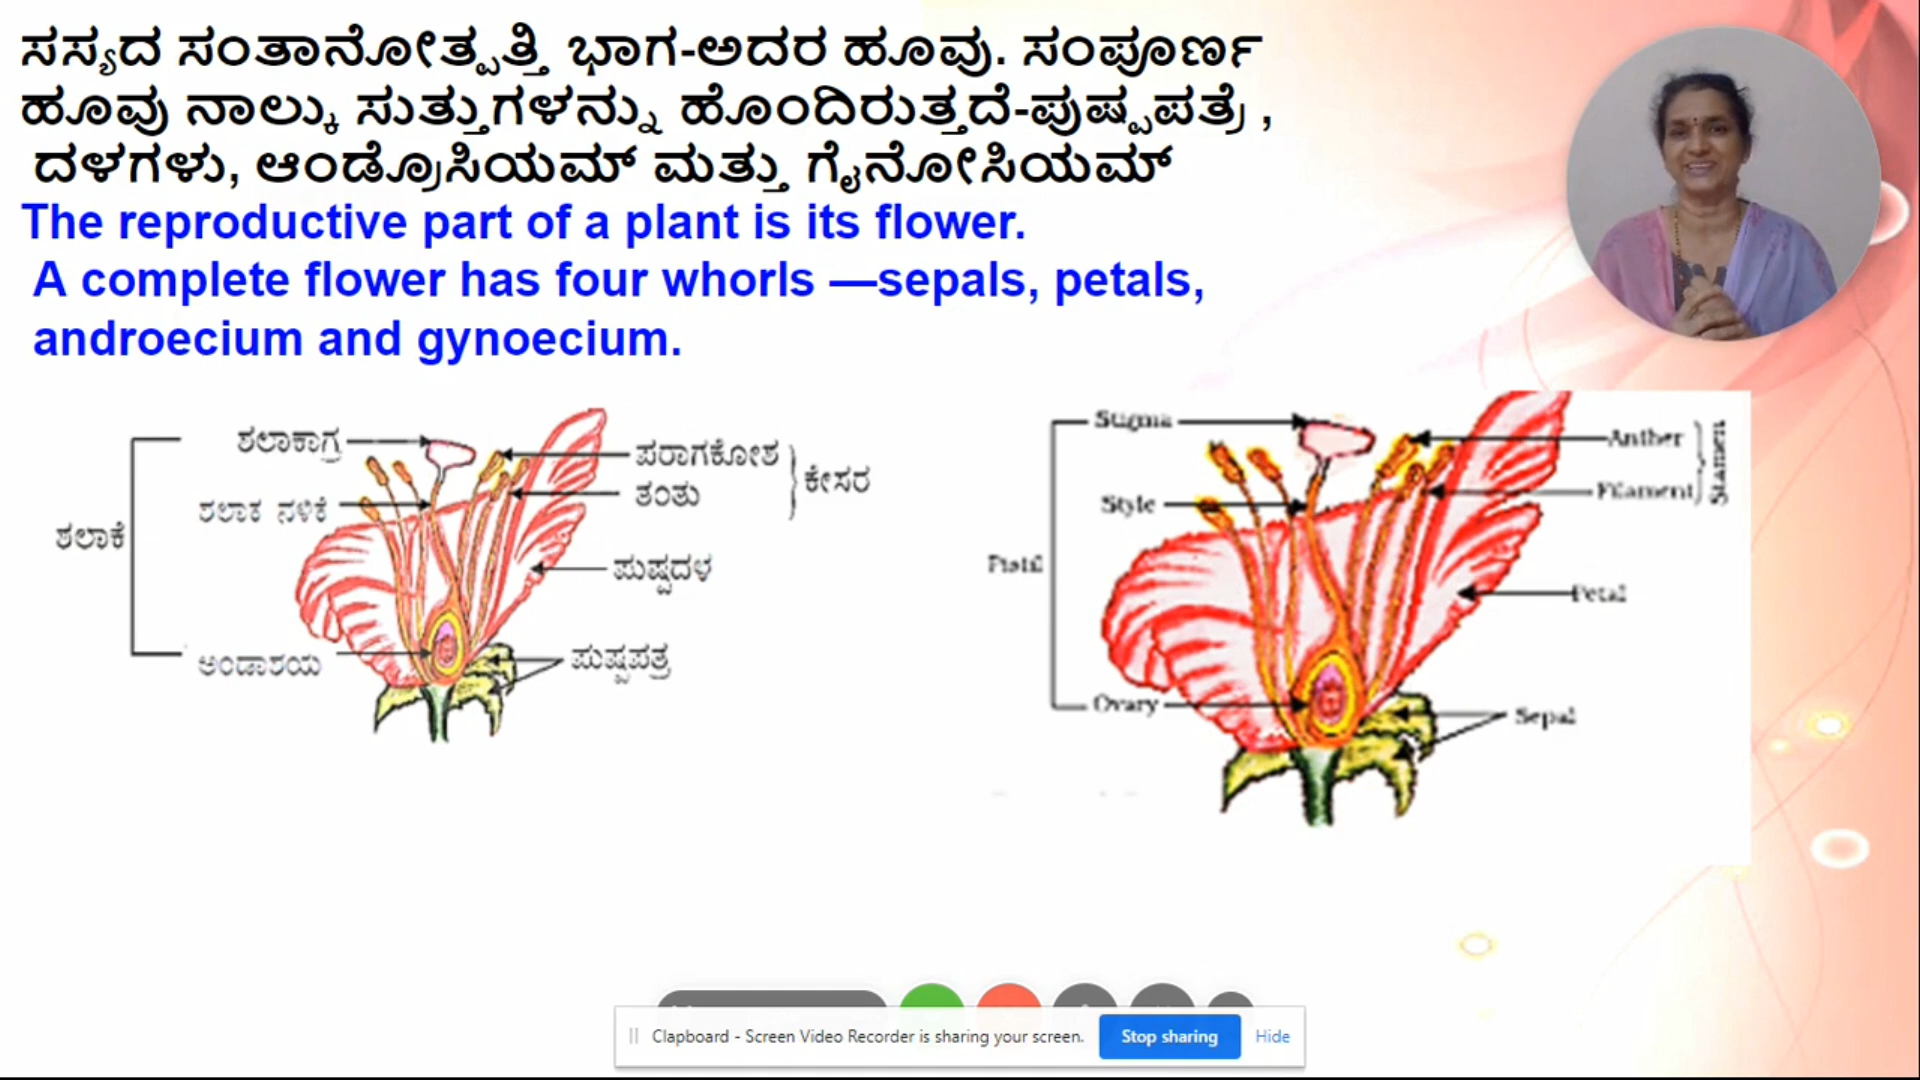 ಸಸ್ಯದ ಸಂತಾನೋತ್ಪತ್ತಿ ಭಾಗ-ಅದರ ಹೂವು. ಸಂಪೂರ್ಣ
ಹೂವು ನಾಲ್ಕು ಸುತ್ತುಗಳನ್ನು ಹೊಂದಿರುತ್ತದೆ-ಪುಷ್ಪಪತ್ರೆ ,
ದಳಗಳು, ಆಂಡ್ರೊಸಿಯಮ್ ಮತ್ತು ಗೈನೋಸಿಯಮ್
The reproductive part of a plant is its flower.
A complete flower has four whorls —sepals, petals,
androecium and gynoecium.
ಶಲಾಕಾಗ್ರ
ಪರಾಗಕೋಶ
ತಂತು
ಕೇಸರ
ಶಲಾಕ ನಳಿಕೆ
ಶಲಾಕೆ
ಪುಷ್ಪದಳ
ಅಂಡಾಶಯ
ಪುಷ್ಪಪತ್ರ
Stigma
Anther
Filament
Stamen
Style
Pistil
Petal
Ovary
Sepal
Clapboard - Screen Video Recorder is sharing your screen.
Stop sharing
Hide